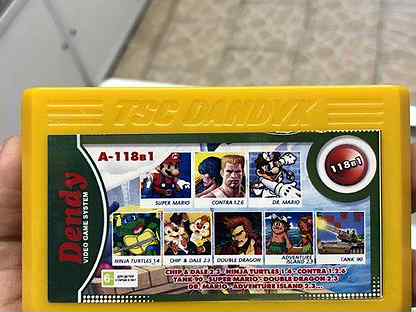 TSC DANDYX
Dendy
VIDEO GAME SYSTEM
A-118в1
118в1
SUPER MARIO
CONTRA 1.2.6
DR. MARIO
NINJA TURTLES 1.4
CHIP & DALE 2.3
DOUBLE DRAGON
ADVENTURE
ISLAND 2.3
TANK 90
CHIP & DALE 2.3 - NINJA TURTLES 1.6 - CONTRA 1.2.6
TANK 90 - SUPER MARIO - DOUBLE DRAGON 2.3
DR. MARIO - ADVENTURE ISLAND 2.3...